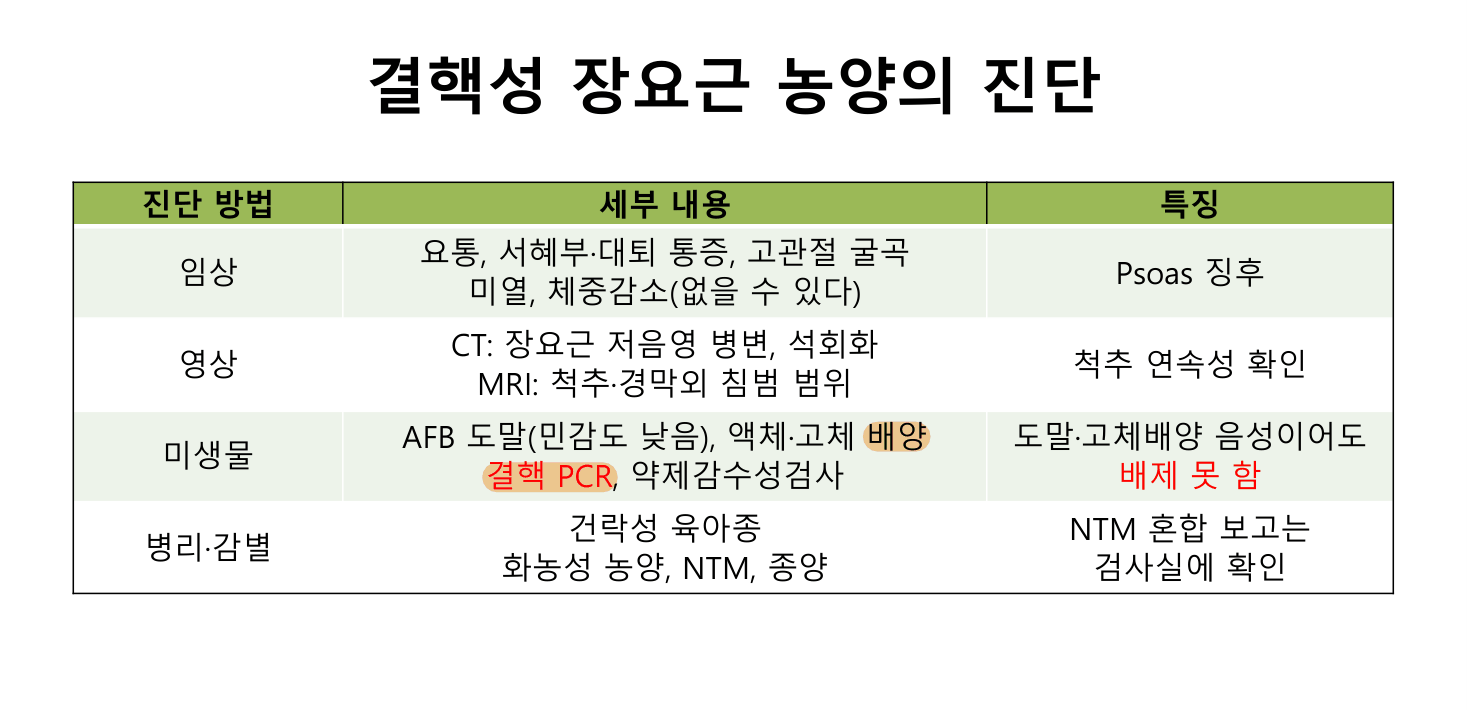 결핵성 장요근 농양의 진단
진단 방법
세부 내용
특징
임상
요통, 서혜부·대퇴 통증, 고관절 굴곡
미열, 체중감소(없을 수 있다)
Psoas 징후
영상
CT: 장요근 저음영 병변, 석회화
MRI: 척추·경막외 침범 범위
척추 연속성 확인
미생물
AFB 도말(민감도 낮음), 액체·고체 배양
결핵 PCR, 약제감수성검사
도말·고체배양 음성이어도
배제 못 함
병리·감별
건락성 육아종
화농성 농양, NTM, 종양
NTM 혼합 보고는
검사실에 확인